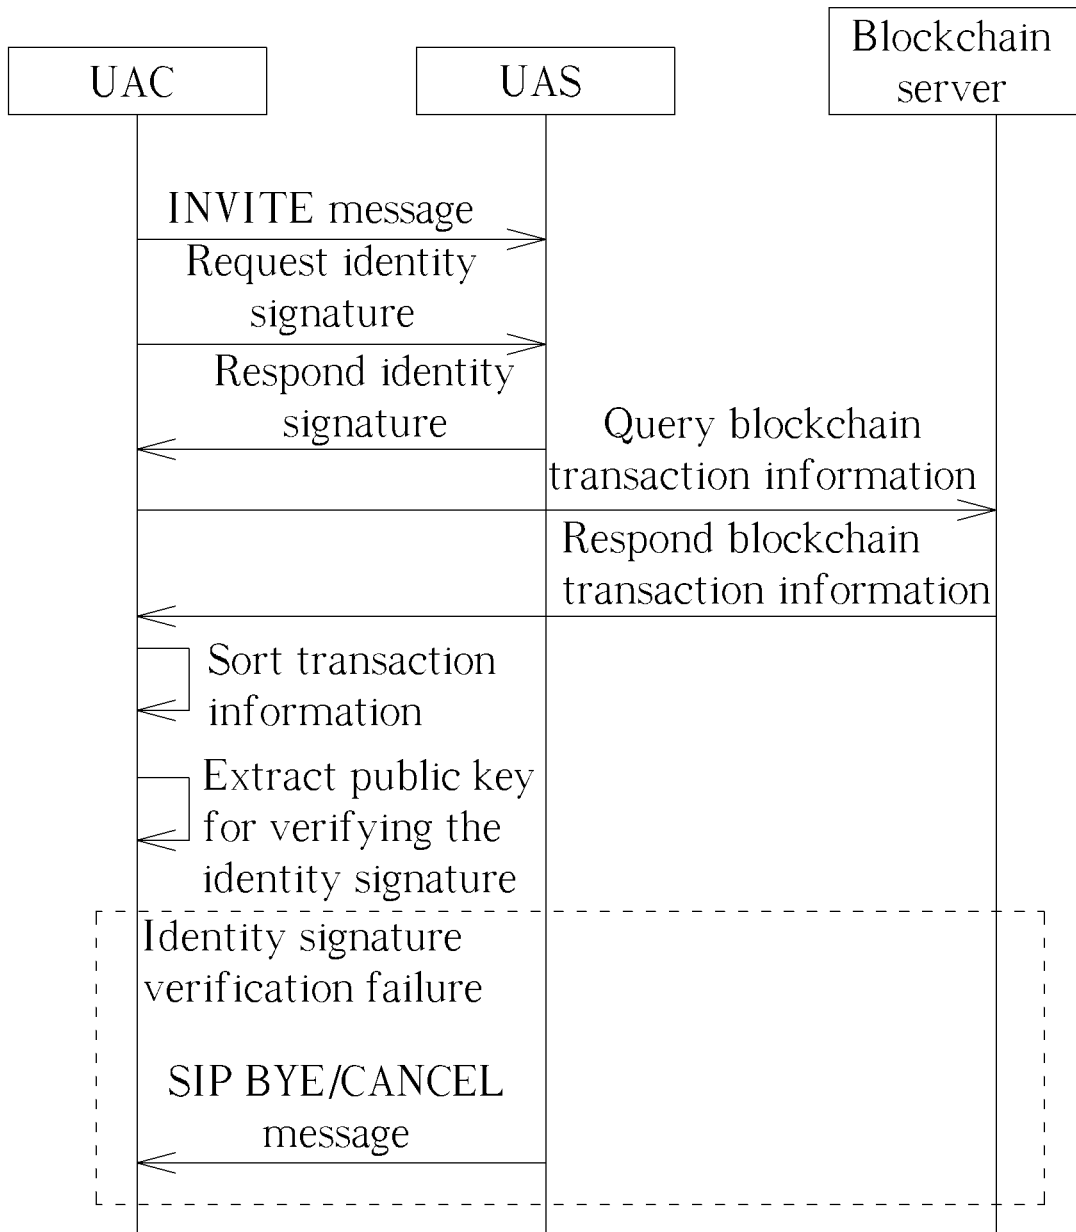 UAC
UAS
Blockchain
server
INVITE message
Request identity
signature
Respond identity
signature
Query blockchain
transaction information
Respond blockchain
transaction information
Sort transaction
information
Extract public key
for verifying the
identity signature
Identity signature
verification failure
SIP BYE/CANCEL
message